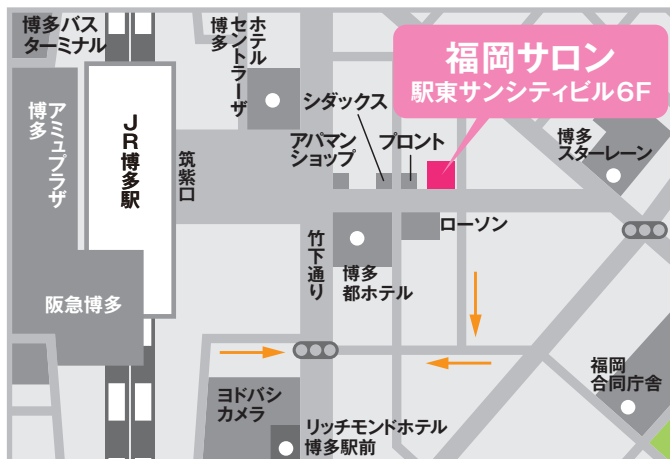 博多バス
ターミナル
アミュプラザ
博多
JR博多駅
筑紫口
阪急博多
ホテル
セントラーザ
博多
福岡サロン
駅東サンシティビル6F
シダックス
アパマン
ショップ
プロント
博多
スターレーン
ローソン
竹下通り
博多
都ホテル
ヨドバシ
カメラ
リッチモンドホテル
博多駅前
福岡
合同庁舎